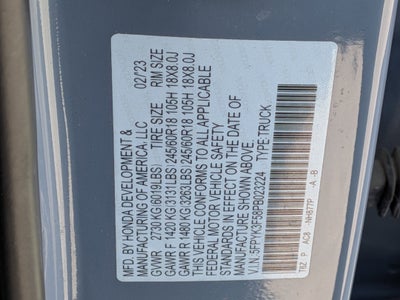 MFD. BY HONDA DEVELOPMENT &
MANUFACTURING OF AMERICA, LLC 02/23
GVWR 2730KG(6019LBS) TIRE SIZE RIM SIZE
GAWR F 1420KG(3131LBS)245/60R18 105H 18X8.0J
GAWR R 1480KG(3263LBS)245/60R18 105H 18X8.0J
THIS VEHICLE CONFORMS TO ALL APPLICABLE
FEDERAL MOTOR VEHICLE SAFETY
STANDARDS IN EFFECT ON THE DATE OF
MANUFACTURE SHOWN ABOVE.
V.I.N.:5FPYK3F58PB023224 TYPE:TRUCK
P AC8 NH877P A -B